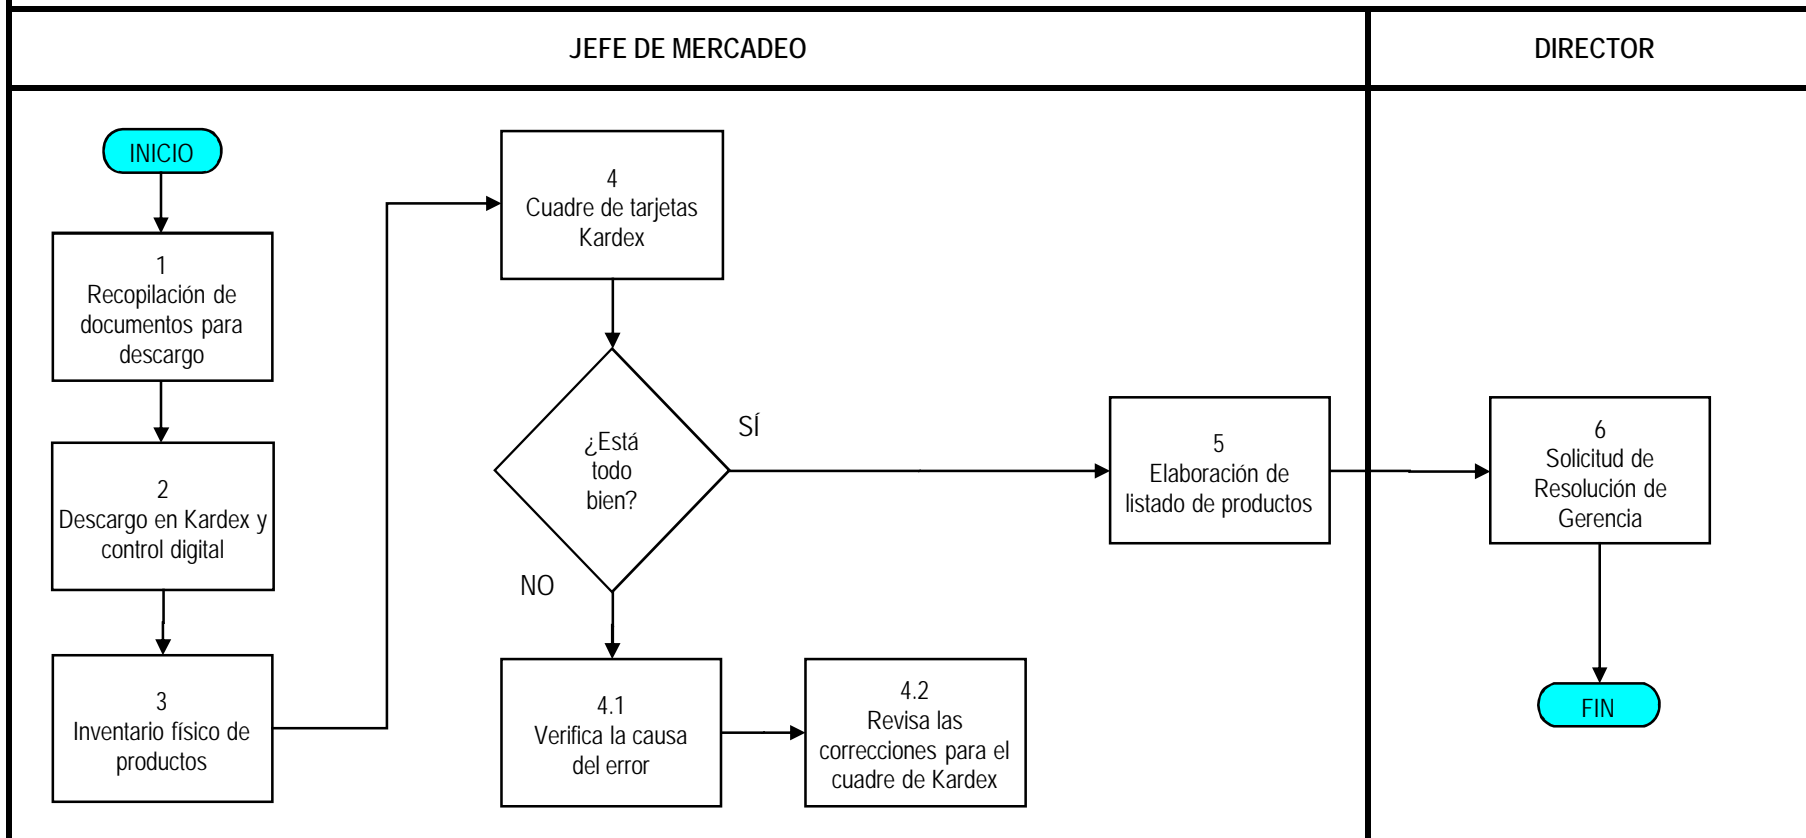 JEFE DE MERCADEO
DIRECTOR
INICIO
1
Recopilación de
documentos para
descargo
2
Descargo en Kardex y
control digital
3
Inventario físico de
productos
4
Cuadre de tarjetas
Kardex
¿Está
todo
bien?
SÍ
NO
4.1
Verifica la causa
del error
4.2
Revisa las
correcciones para el
cuadre de Kardex
5
Elaboración de
listado de productos
6
Solicitud de
Resolución de
Gerencia
FIN